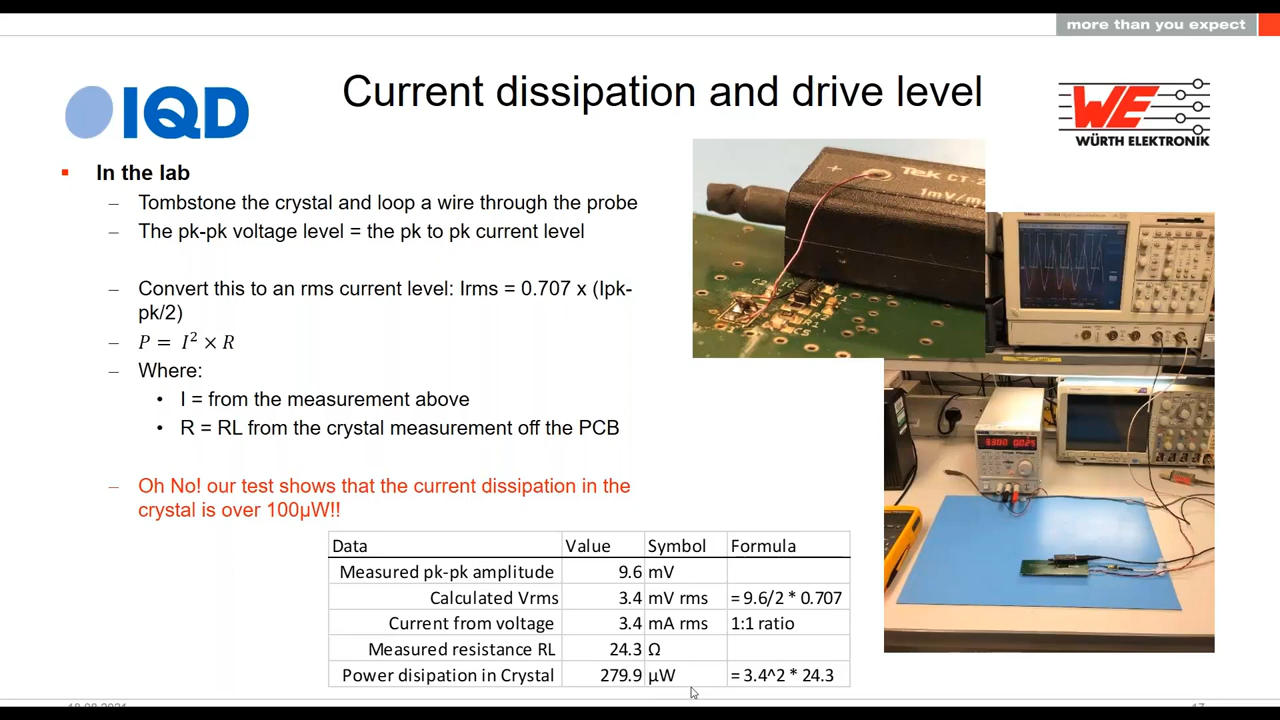 more than you expect
IQD
Current dissipation and drive level
WE
WÜRTH ELEKTRONIK
In the lab
– Tombstone the crystal and loop a wire through the probe
– The pk-pk voltage level = the pk to pk current level
– Convert this to an rms current level: Irms = 0.707 x (Ipk-
pk/2)
– P = I² × R
– Where:
• I = from the measurement above
• R = RL from the crystal measurement off the PCB
– Oh No! our test shows that the current dissipation in the
crystal is over 100µW!!
+ Tek CT-2
1mV/m
Data Value Symbol Formula
Measured pk-pk amplitude 9.6 mV
Calculated Vrms 3.4 mV rms = 9.6/2 * 0.707
Current from voltage 3.4 mA rms 1:1 ratio
Measured resistance RL 24.3 Ω
Power disipation in Crystal 279.9 µW = 3.4^2 * 24.3